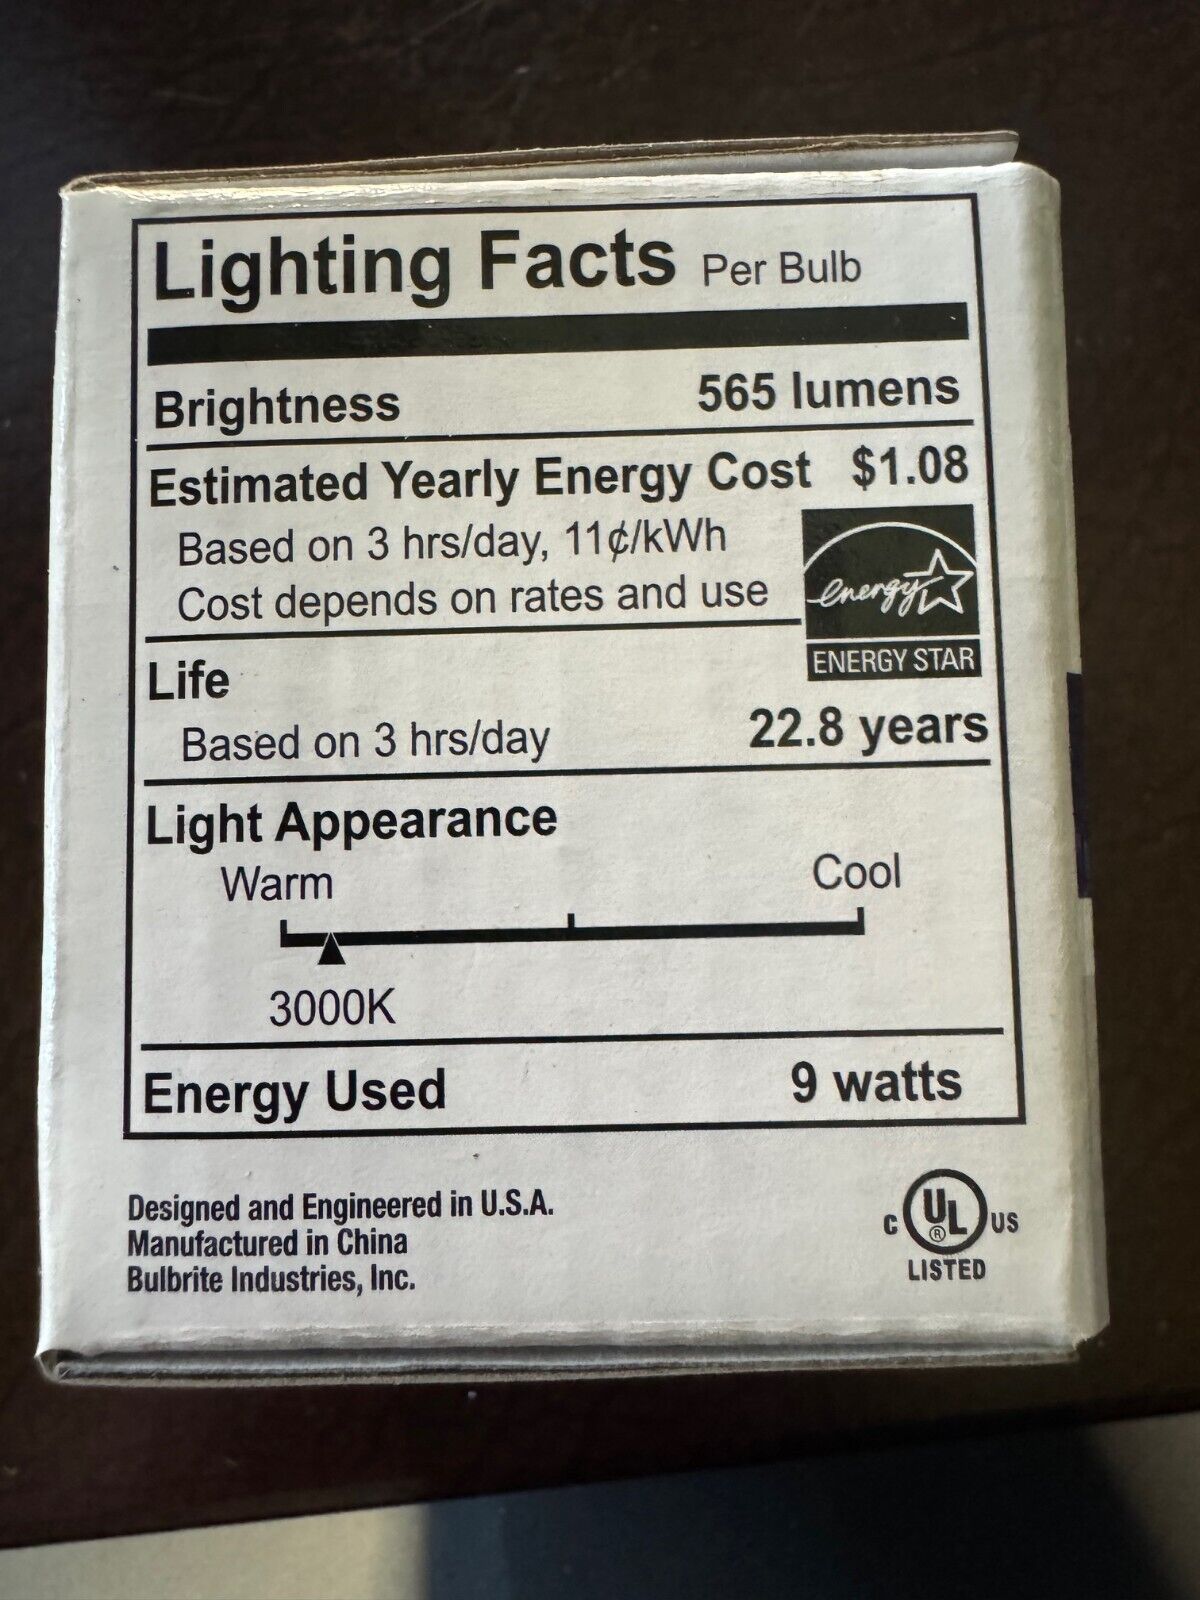 Lighting Facts Per Bulb
Brightness 565 lumens
Estimated Yearly Energy Cost $1.08
Based on 3 hrs/day, 11¢/kWh
Cost depends on rates and use
energy
ENERGY STAR
Life
Based on 3 hrs/day 22.8 years
Light Appearance
Warm Cool
3000K
Energy Used 9 watts
Designed and Engineered in U.S.A.
Manufactured in China
Bulbrite Industries, Inc.
C UL ® US
LISTED